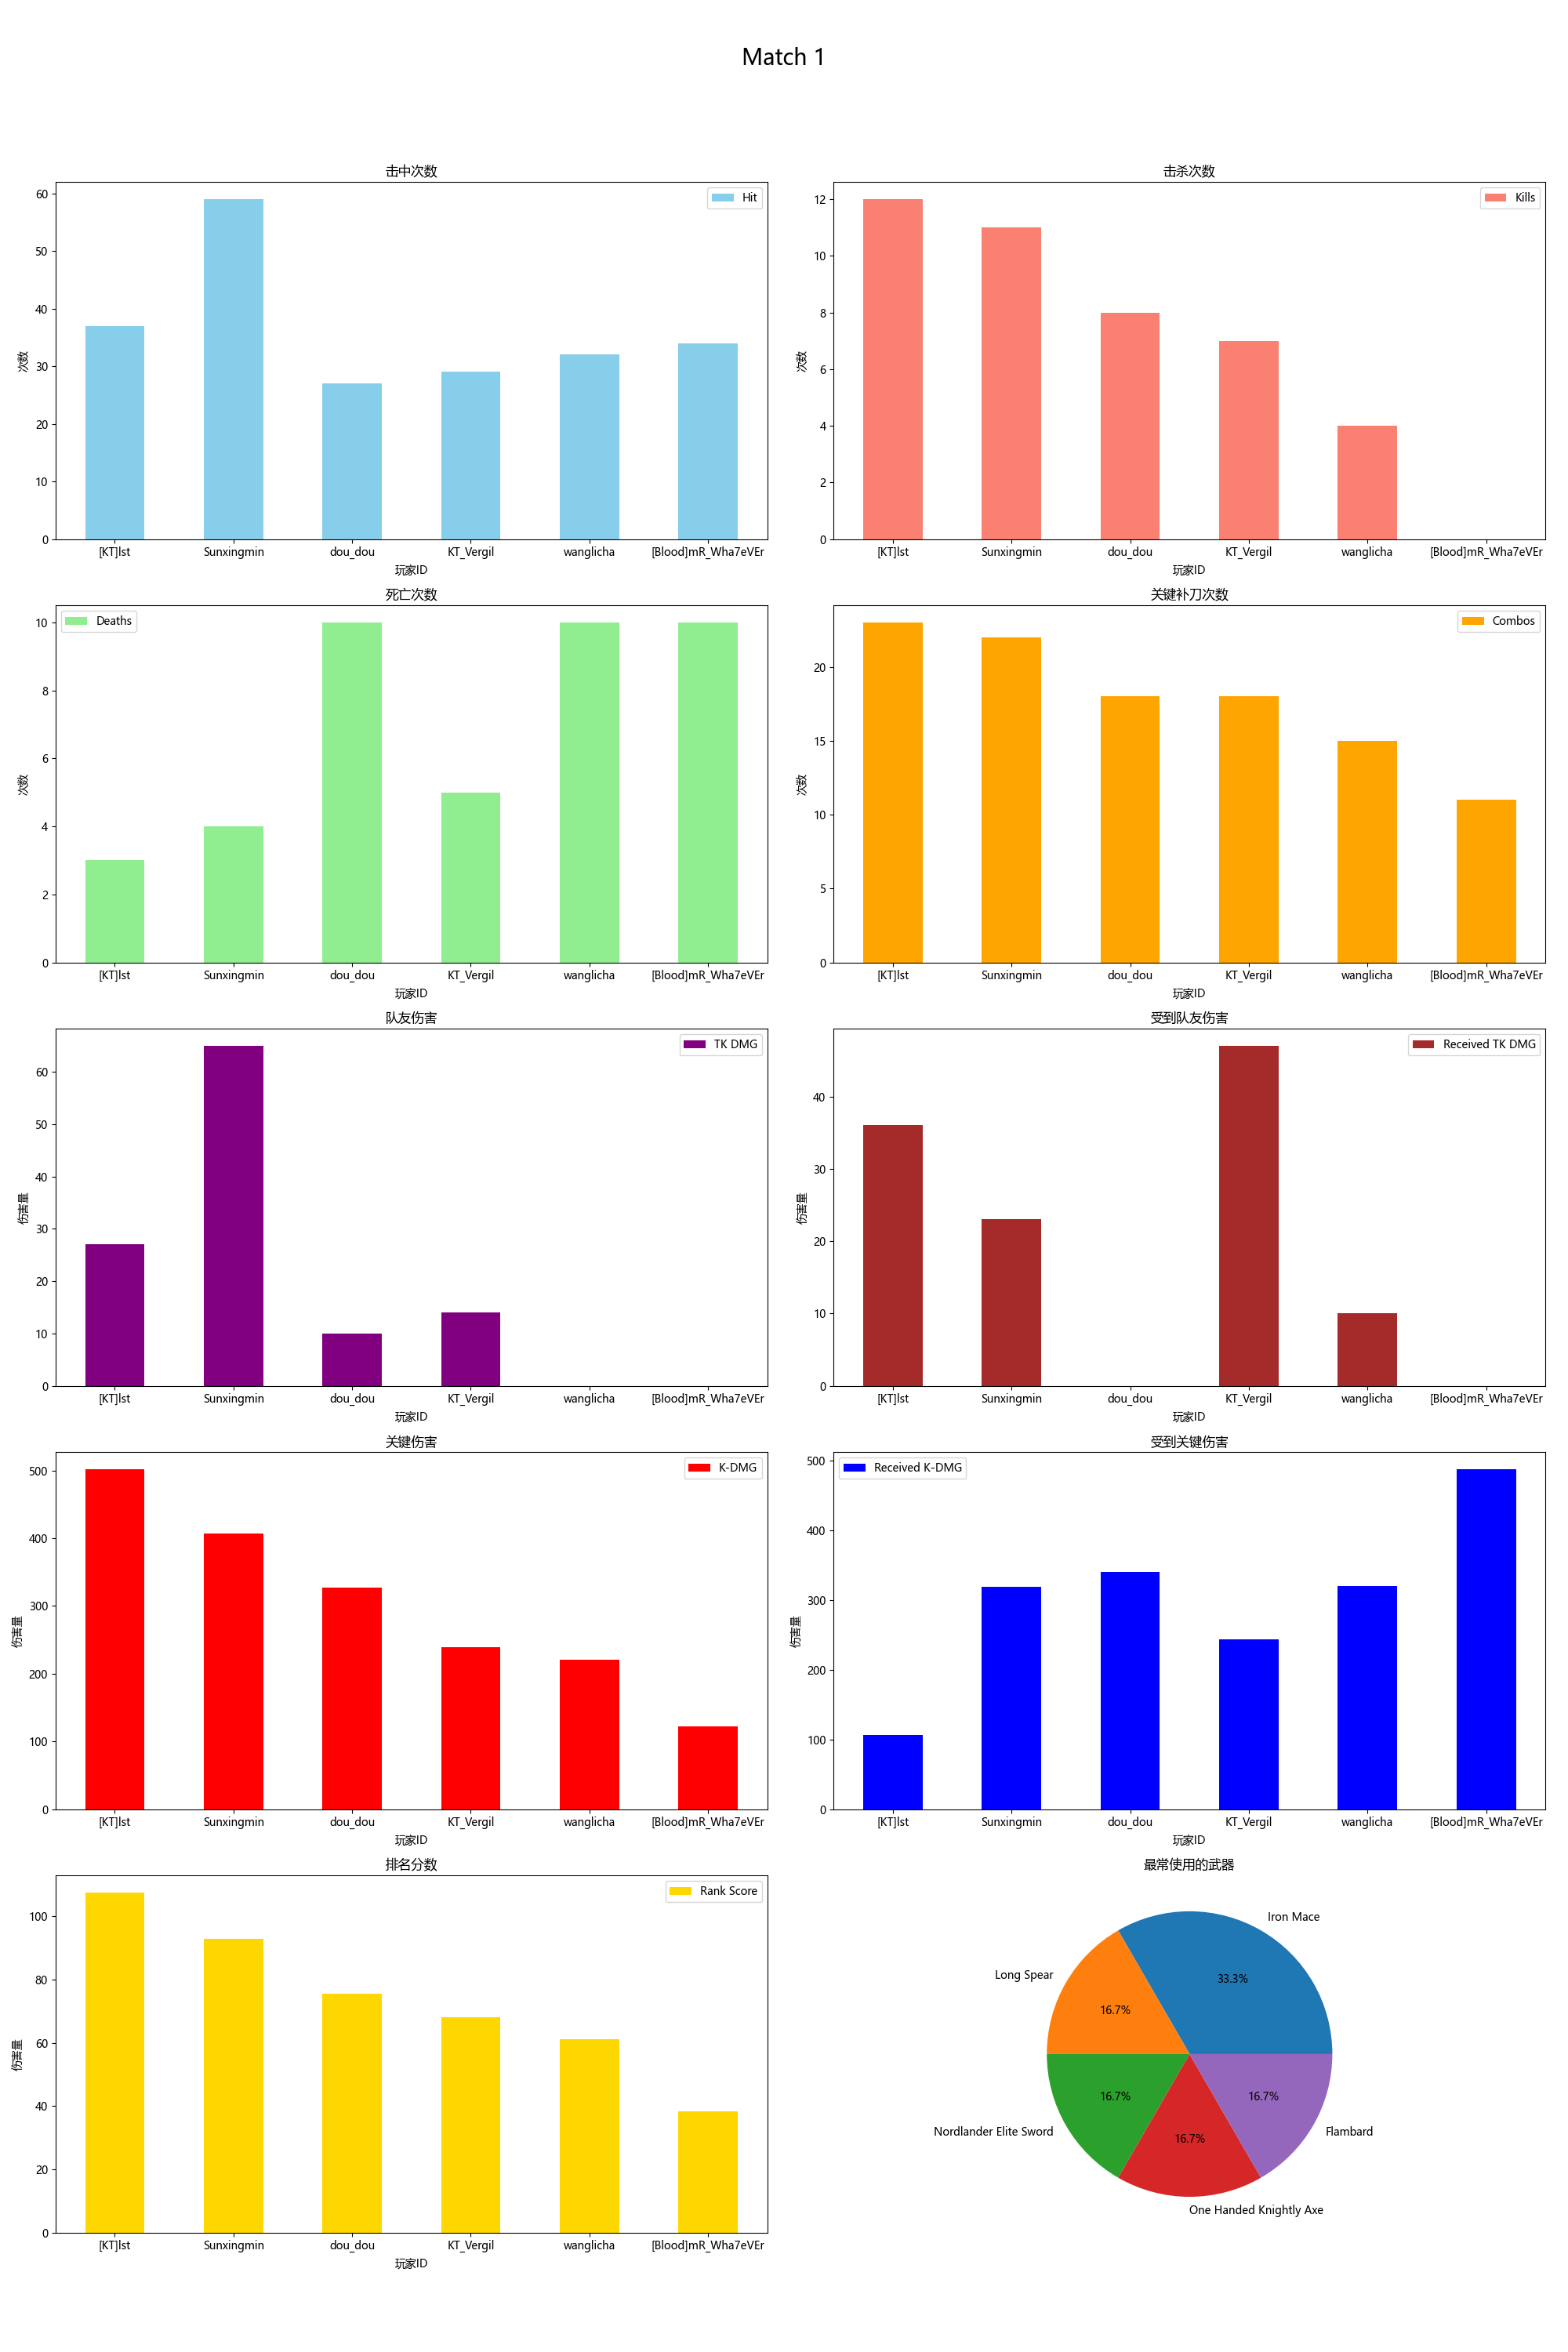 Match 1
击中次数
Hit
60
50
40
30
20
10
0
次数
[KT]lst Sunxingmin dou_dou KT_Vergil wanglicha [Blood]mR_Wha7eVEr
玩家ID
击杀次数
Kills
12
10
8
6
4
2
0
次数
[KT]lst Sunxingmin dou_dou KT_Vergil wanglicha [Blood]mR_Wha7eVEr
玩家ID
死亡次数
Deaths
10
8
6
4
2
0
次数
[KT]lst Sunxingmin dou_dou KT_Vergil wanglicha [Blood]mR_Wha7eVEr
玩家ID
关键补刀次数
Combos
20
15
10
5
0
次数
[KT]lst Sunxingmin dou_dou KT_Vergil wanglicha [Blood]mR_Wha7eVEr
玩家ID
队友伤害
TK DMG
60
50
40
30
20
10
0
伤害量
[KT]lst Sunxingmin dou_dou KT_Vergil wanglicha [Blood]mR_Wha7eVEr
玩家ID
受到队友伤害
Received TK DMG
40
30
20
10
0
伤害量
[KT]lst Sunxingmin dou_dou KT_Vergil wanglicha [Blood]mR_Wha7eVEr
玩家ID
关键伤害
K-DMG
500
400
300
200
100
0
伤害量
[KT]lst Sunxingmin dou_dou KT_Vergil wanglicha [Blood]mR_Wha7eVEr
玩家ID
受到关键伤害
Received K-DMG
500
400
300
200
100
0
伤害量
[KT]lst Sunxingmin dou_dou KT_Vergil wanglicha [Blood]mR_Wha7eVEr
玩家ID
排名分数
Rank Score
100
80
60
40
20
0
伤害量
[KT]lst Sunxingmin dou_dou KT_Vergil wanglicha [Blood]mR_Wha7eVEr
玩家ID
最常使用的武器
Iron Mace
33.3%
Long Spear
16.7%
Nordlander Elite Sword
16.7%
One Handed Knightly Axe
16.7%
Flambard
16.7%